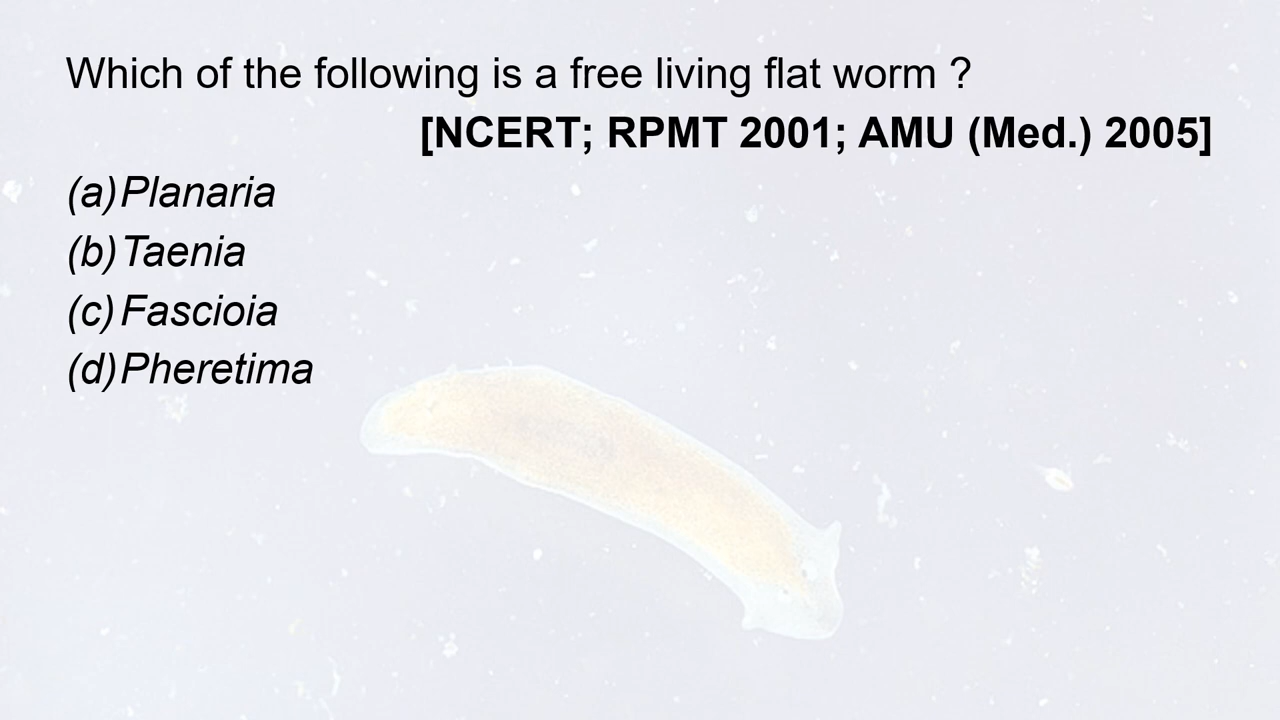 Which of the following is a free living flat worm ?
[NCERT; RPMT 2001; AMU (Med.) 2005]
(a)Planaria
(b)Taenia
(c)Fascioia
(d)Pheretima